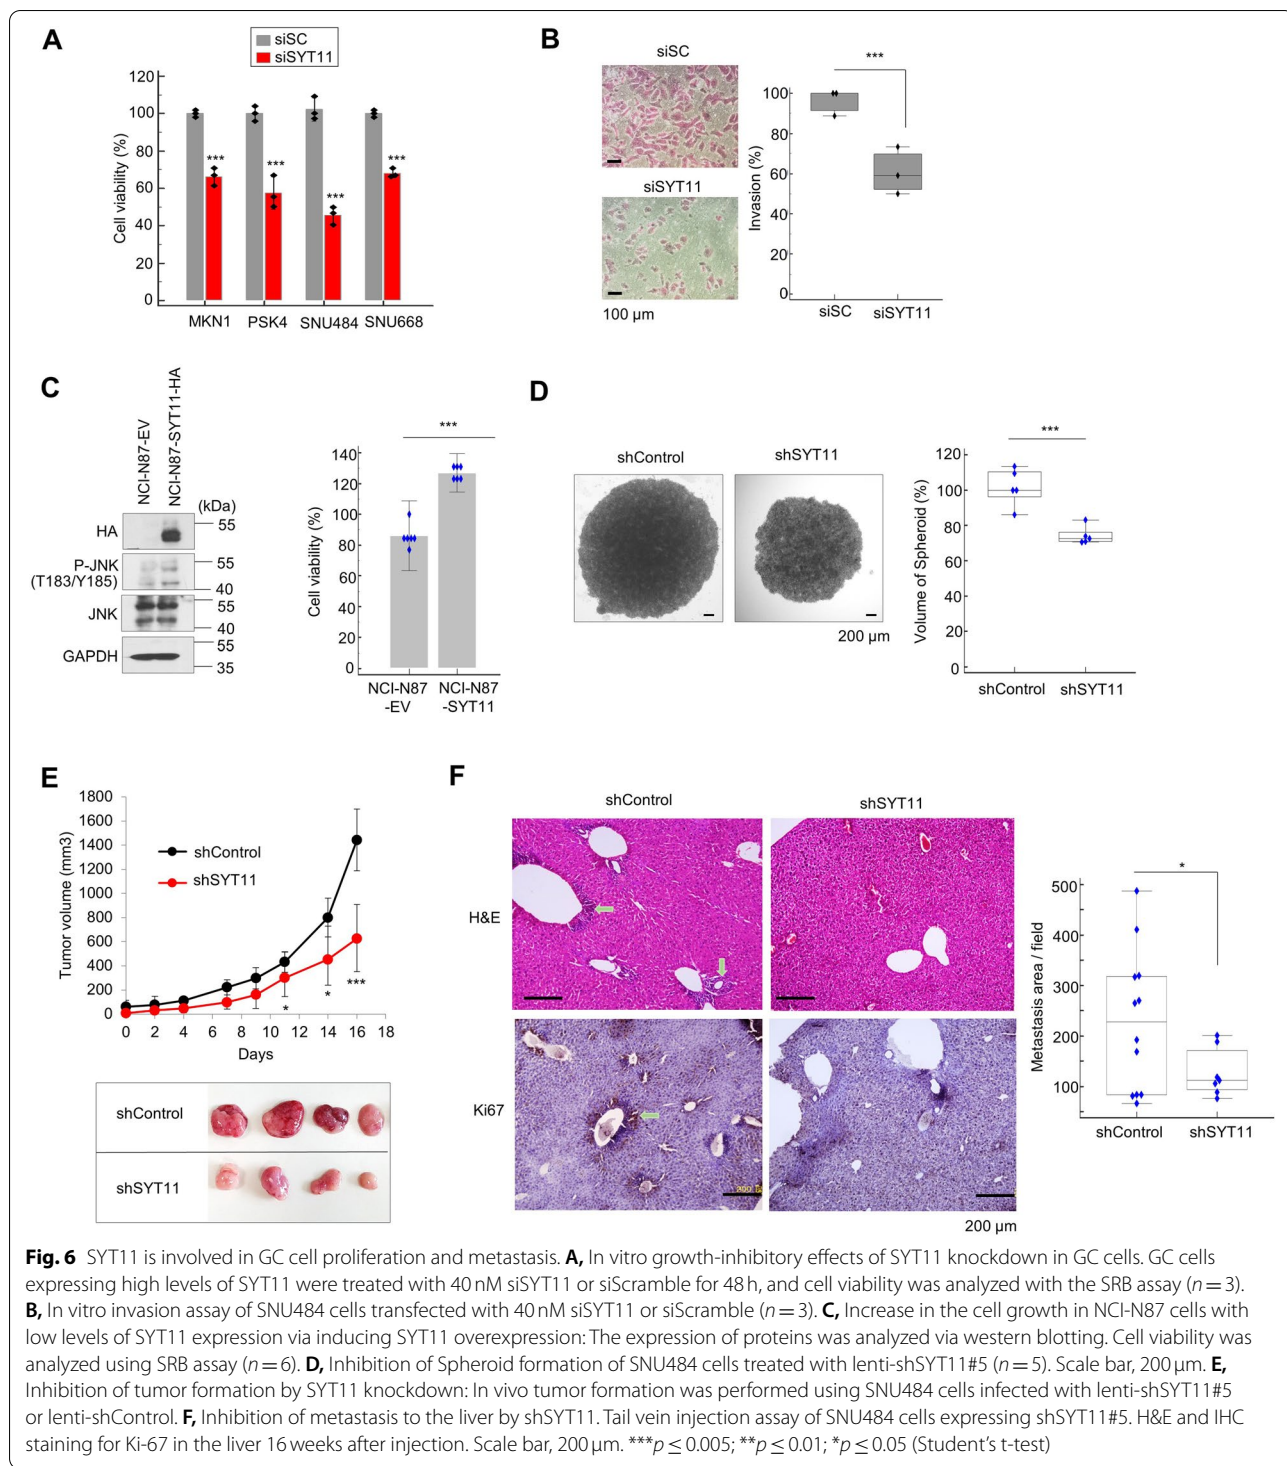 A
siSC
siSYT11
Cell viability (%)
120
100
80
60
40
20
0
***
***
***
***
MKN1 PSK4 SNU484 SNU668
B
siSC
siSYT11
100 μm
***
Invasion (%)
100
80
60
40
20
0
siSC siSYT11
C
NCI-N87-EV
NCI-N87-SYT11-HA
(kDa)
HA
55
P-JNK
(T183/Y185)
55
40
JNK
55
40
GAPDH
55
35
***
Cell viability (%)
140
120
100
80
60
40
20
0
NCI-N87
-EV
NCI-N87
-SYT11
D
shControl shSYT11
200 μm
***
Volume of Spheroid (%)
120
100
80
60
40
20
0
shControl shSYT11
E
Tumor volume (mm3)
1800
1600
1400
1200
1000
800
600
400
200
0
shControl
shSYT11
*
*
***
0 2 4 6 8 10 12 14 16 18
Days
shControl
shSYT11
F
shControl shSYT11
H&E
Ki67
200 μm
*
Metastasis area / field
500
400
300
200
100
shControl shSYT11
Fig. 6 SYT11 is involved in GC cell proliferation and metastasis. A, In vitro growth-inhibitory effects of SYT11 knockdown in GC cells. GC cells
expressing high levels of SYT11 were treated with 40 nM siSYT11 or siScramble for 48 h, and cell viability was analyzed with the SRB assay (n = 3).
B, In vitro invasion assay of SNU484 cells transfected with 40 nM siSYT11 or siScramble (n = 3). C, Increase in the cell growth in NCI-N87 cells with
low levels of SYT11 expression via inducing SYT11 overexpression: The expression of proteins was analyzed via western blotting. Cell viability was
analyzed using SRB assay (n = 6). D, Inhibition of Spheroid formation of SNU484 cells treated with lenti-shSYT11#5 (n = 5). Scale bar, 200 μm. E,
Inhibition of tumor formation by SYT11 knockdown: In vivo tumor formation was performed using SNU484 cells infected with lenti-shSYT11#5
or lenti-shControl. F, Inhibition of metastasis to the liver by shSYT11. Tail vein injection assay of SNU484 cells expressing shSYT11#5. H&E and IHC
staining for Ki-67 in the liver 16 weeks after injection. Scale bar, 200 μm. ***p ≤ 0.005; **p ≤ 0.01; *p ≤ 0.05 (Student's t-test)